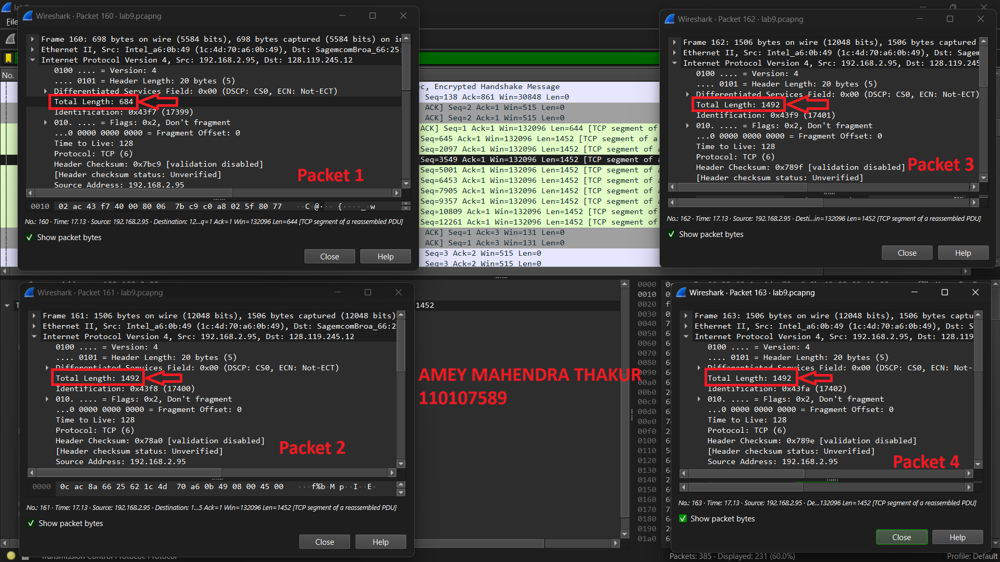 Wireshark · Packet 160 · lab9.pcapng
Frame 160: 698 bytes on wire (5584 bits), 698 bytes captured (5584 bits) on
Ethernet II, Src: Intel_a6:0b:49 (1c:4d:70:a6:0b:49), Dst: SagemcomBroa_66:25:
Internet Protocol Version 4, Src: 192.168.2.95, Dst: 128.119.245.12
0100 .... = Version: 4
.... 0101 = Header Length: 20 bytes (5)
Differentiated Services Field: 0x00 (DSCP: CS0, ECN: Not-ECT)
Total Length: 684
Identification: 0x43f7 (17399)
010. .... = Flags: 0x2, Don't fragment
...0 0000 0000 0000 = Fragment Offset: 0
Time to Live: 128
Protocol: TCP (6)
Header Checksum: 0x7bc9 [validation disabled]
[Header checksum status: Unverified]
Source Address: 192.168.2.95
Packet 1
0010 02 ac 43 f7 40 00 80 06 7b c9 c0 a8 02 5f 80 77 ··C·@··· {····_·w
No.: 160 · Time: 17.13 · Source: 192.168.2.95 · Destination: 12...q=1 Ack=1 Win=132096 Len=644 [TCP segment of a reassembled PDU]
Show packet bytes
Close Help
File
No.
ec, Encrypted Handshake Message
Seq=138 Ack=861 Win=30848 Len=0
ACK] Seq=2 Ack=1 Win=515 Len=0
ACK] Seq=2 Ack=1 Win=515 Len=0
ACK] Seq=1 Ack=1 Win=132096 Len=644 [TCP segment of
Seq=645 Ack=1 Win=132096 Len=1452 [TCP segment of a
Seq=2097 Ack=1 Win=132096 Len=1452 [TCP segment of
Seq=3549 Ack=1 Win=132096 Len=1452 [TCP segment of
Seq=5001 Ack=1 Win=132096 Len=1452 [TCP segment of
Seq=6453 Ack=1 Win=132096 Len=1452 [TCP segment of
Seq=7905 Ack=1 Win=132096 Len=1452 [TCP segment of
Seq=9357 Ack=1 Win=132096 Len=1452 [TCP segment of
Seq=10809 Ack=1 Win=132096 Len=1452 [TCP segment of
Seq=12261 Ack=1 Win=132096 Len=1452 [TCP segment of
ACK] Seq=1 Ack=3 Win=131 Len=0
ACK] Seq=1 Ack=3 Win=131 Len=0
Seq=3 Ack=2 Win=515 Len=0
Seq=3 Ack=2 Win=515 Len=0
Wireshark · Packet 162 · lab9.pcapng
Frame 162: 1506 bytes on wire (12048 bits), 1506 bytes captured
Ethernet II, Src: Intel_a6:0b:49 (1c:4d:70:a6:0b:49), Dst: Sagem
Internet Protocol Version 4, Src: 192.168.2.95, Dst: 128.119.245
0100 .... = Version: 4
.... 0101 = Header Length: 20 bytes (5)
Differentiated Services Field: 0x00 (DSCP: CS0, ECN: Not-ECT)
Total Length: 1492
Identification: 0x43f9 (17401)
010. .... = Flags: 0x2, Don't fragment
...0 0000 0000 0000 = Fragment Offset: 0
Time to Live: 128
Protocol: TCP (6)
Header Checksum: 0x789f [validation disabled]
[Header checksum status: Unverified]
Packet 3
No.: 162 · Time: 17.13 · Source: 192.168.2.95 · Desti...in=132096 Len=1452 [TCP segment of a reassembled PDU]
Show packet bytes
Close Help
Wireshark · Packet 161 · lab9.pcapng
Frame 161: 1506 bytes on wire (12048 bits), 1506 bytes captured (12048 bits)
Ethernet II, Src: Intel_a6:0b:49 (1c:4d:70:a6:0b:49), Dst: SagemcomBroa_66:2
Internet Protocol Version 4, Src: 192.168.2.95, Dst: 128.119.245.12
0100 .... = Version: 4
.... 0101 = Header Length: 20 bytes (5)
Differentiated Services Field: 0x00 (DSCP: CS0, ECN: Not-ECT)
Total Length: 1492
Identification: 0x43f8 (17400)
010. .... = Flags: 0x2, Don't fragment
...0 0000 0000 0000 = Fragment Offset: 0
Time to Live: 128
Protocol: TCP (6)
Header Checksum: 0x78a0 [validation disabled]
[Header checksum status: Unverified]
Source Address: 192.168.2.95
Packet 2
0000 0c ac 8a 66 25 62 1c 4d 70 a6 0b 49 08 00 45 00 ···f%b·M p··I··E·
No.: 161 · Time: 17.13 · Source: 192.168.2.95 · Destination: 1...5 Ack=1 Win=132096 Len=1452 [TCP segment of a reassembled PDU]
Show packet bytes
Close Help
1452
AMEY MAHENDRA THAKUR
110107589
0000
0010
0020
0030
0040
0050
0060
0070
0080
0090
00a0
00b0
00c0
00d0
00e0
00f0
0100
0110
0120
0130
0140
0150
0160
0170
0180
0190
01a0
Wireshark · Packet 163 · lab9.pcapng
Frame 163: 1506 bytes on wire (12048 bits), 1506 bytes captu
Ethernet II, Src: Intel_a6:0b:49 (1c:4d:70:a6:0b:49), Dst: S
Internet Protocol Version 4, Src: 192.168.2.95, Dst: 128.119
0100 .... = Version: 4
.... 0101 = Header Length: 20 bytes (5)
Differentiated Services Field: 0x00 (DSCP: CS0, ECN: Not-
Total Length: 1492
Identification: 0x43fa (17402)
010. .... = Flags: 0x2, Don't fragment
...0 0000 0000 0000 = Fragment Offset: 0
Time to Live: 128
Protocol: TCP (6)
Header Checksum: 0x789e [validation disabled]
[Header checksum status: Unverified]
Source Address: 192.168.2.95
Packet 4
No.: 163 · Time: 17.13 · Source: 192.168.2.95 · De...132096 Len=1452 [TCP segment of a reassembled PDU]
Show packet bytes
Close Help
Transmission Control Protocol: Protocol
Packets: 385 · Displayed: 231 (60.0%)
Profile: Default